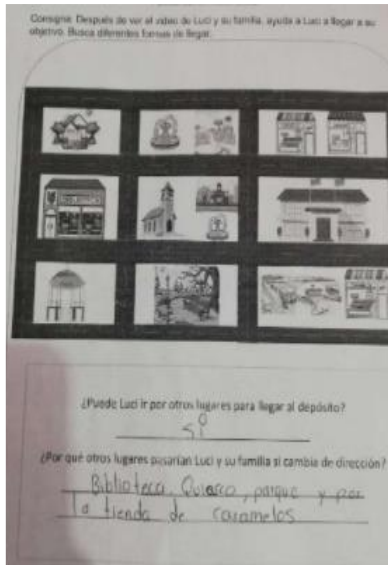 Consigna: Después de ver el video de Luci y su familia, ayuda a Luci a llegar a su
objetivo. Busca diferentes formas de llegar.
¿Puede Luci ir por otros lugares para llegar al depósito?
sí
¿Por qué otros lugares pasarían Luci y su familia si cambia de dirección?
Biblioteca, Quiosco, parque y por
la tienda de caramelos